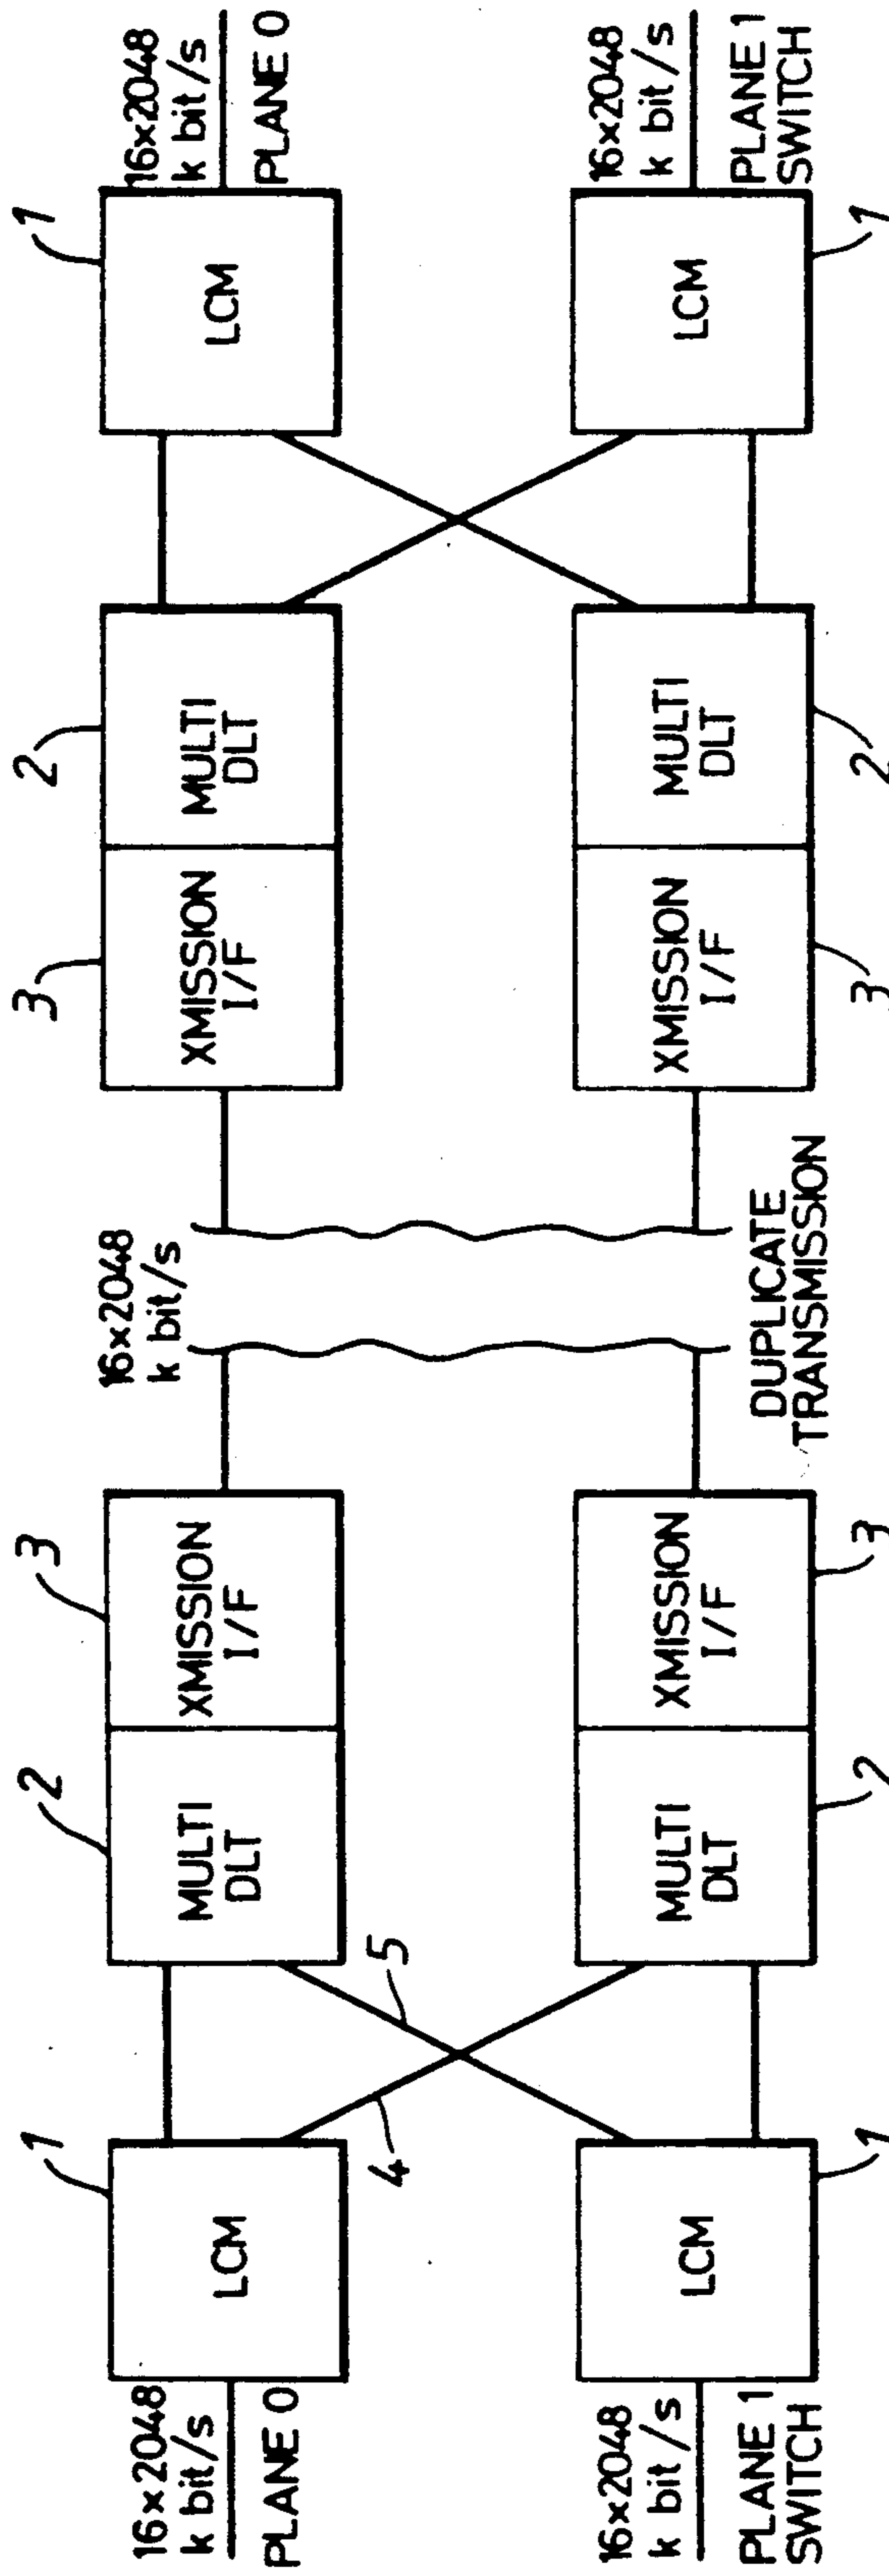 1
2
3
3
2
1
16×2048
k bit/s
PLANE 0
LCM
MULTI
DLT
XMISSION
I/F
16×2048
k bit/s
XMISSION
I/F
MULTI
DLT
LCM
16×2048
k bit/s
PLANE 0
4
5
16×2048
k bit/s
PLANE 1
SWITCH
LCM
MULTI
DLT
XMISSION
I/F
DUPLICATE
TRANSMISSION
XMISSION
I/F
MULTI
DLT
LCM
16×2048
k bit/s
PLANE 1
SWITCH
1
2
3
3
2
1